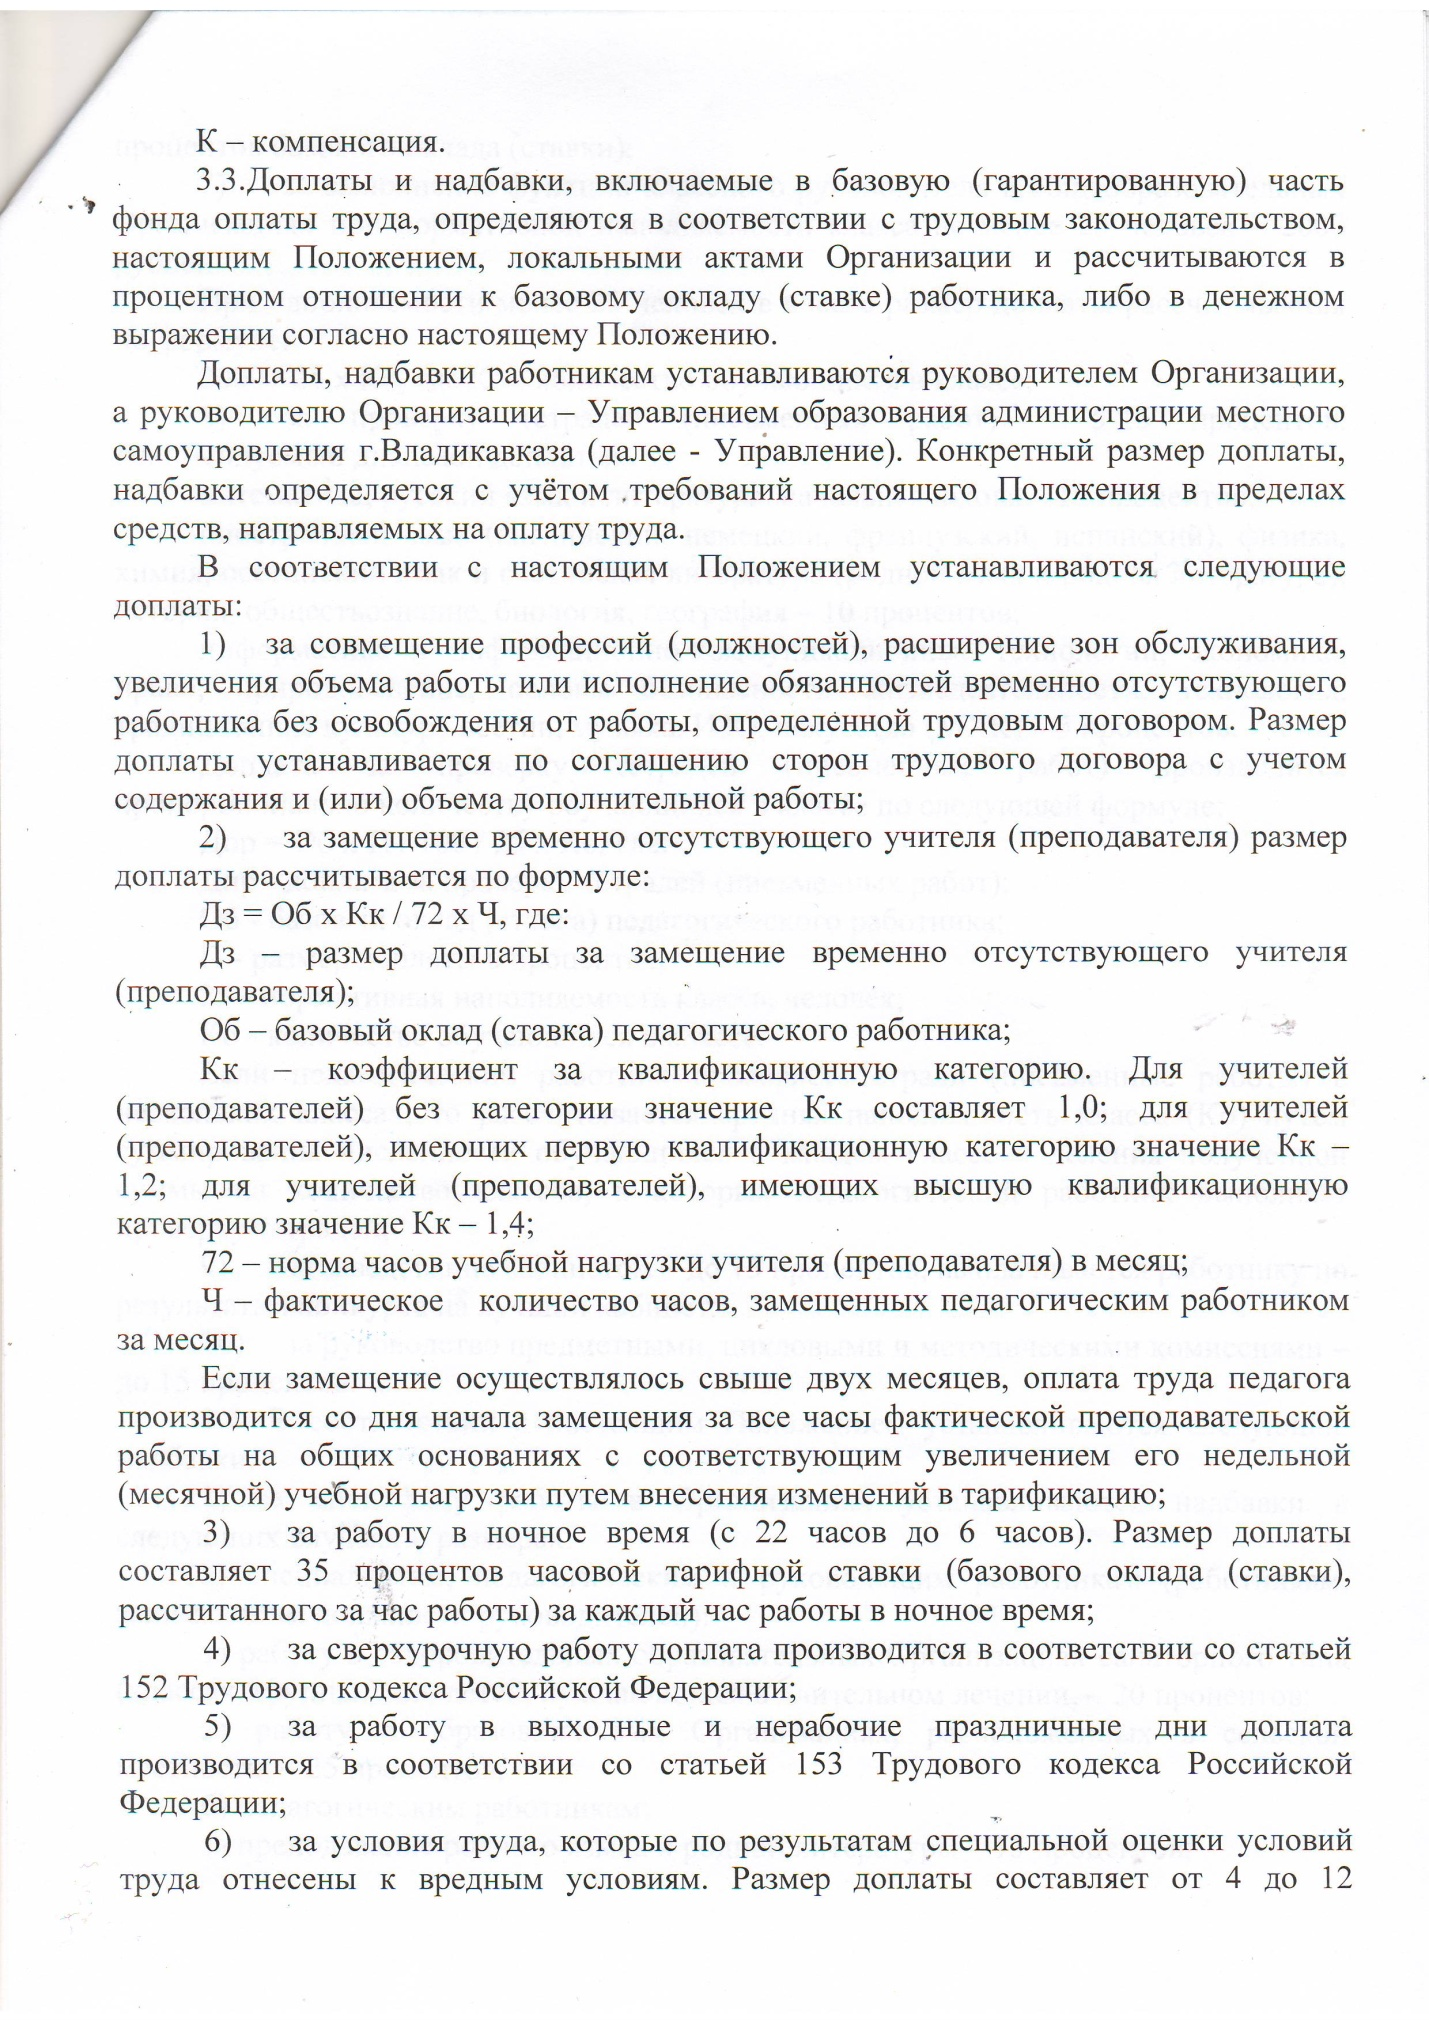 К – компенсация.
3.3.Доплаты и надбавки, включаемые в базовую (гарантированную) часть
фонда оплаты труда, определяются в соответствии с трудовым законодательством,
настоящим Положением, локальными актами Организации и рассчитываются в
процентном отношении к базовому окладу (ставке) работника, либо в денежном
выражении согласно настоящему Положению.
Доплаты, надбавки работникам устанавливаются руководителем Организации,
а руководителю Организации – Управлением образования администрации местного
самоуправления г.Владикавказа (далее - Управление). Конкретный размер доплаты,
надбавки определяется с учётом требований настоящего Положения в пределах
средств, направляемых на оплату труда.
В соответствии с настоящим Положением устанавливаются следующие
доплаты:
1) за совмещение профессий (должностей), расширение зон обслуживания,
увеличения объема работы или исполнение обязанностей временно отсутствующего
работника без освобождения от работы, определенной трудовым договором. Размер
доплаты устанавливается по соглашению сторон трудового договора с учетом
содержания и (или) объема дополнительной работы;
2) за замещение временно отсутствующего учителя (преподавателя) размер
доплаты рассчитывается по формуле:
Дз = Об х Кк / 72 х Ч, где:
Дз – размер доплаты за замещение временно отсутствующего учителя
(преподавателя);
Об – базовый оклад (ставка) педагогического работника;
Кк – коэффициент за квалификационную категорию. Для учителей
(преподавателей) без категории значение Кк составляет 1,0; для учителей
(преподавателей), имеющих первую квалификационную категорию значение Кк –
1,2; для учителей (преподавателей), имеющих высшую квалификационную
категорию значение Кк – 1,4;
72 – норма часов учебной нагрузки учителя (преподавателя) в месяц;
Ч – фактическое количество часов, замещенных педагогическим работником
за месяц.
Если замещение осуществлялось свыше двух месяцев, оплата труда педагога
производится со дня начала замещения за все часы фактической преподавательской
работы на общих основаниях с соответствующим увеличением его недельной
(месячной) учебной нагрузки путем внесения изменений в тарификацию;
3) за работу в ночное время (с 22 часов до 6 часов). Размер доплаты
составляет 35 процентов часовой тарифной ставки (базового оклада (ставки),
рассчитанного за час работы) за каждый час работы в ночное время;
4) за сверхурочную работу доплата производится в соответствии со статьей
152 Трудового кодекса Российской Федерации;
5) за работу в выходные и нерабочие праздничные дни доплата
производится в соответствии со статьей 153 Трудового кодекса Российской
Федерации;
6) за условия труда, которые по результатам специальной оценки условий
труда отнесены к вредным условиям. Размер доплаты составляет от 4 до 12